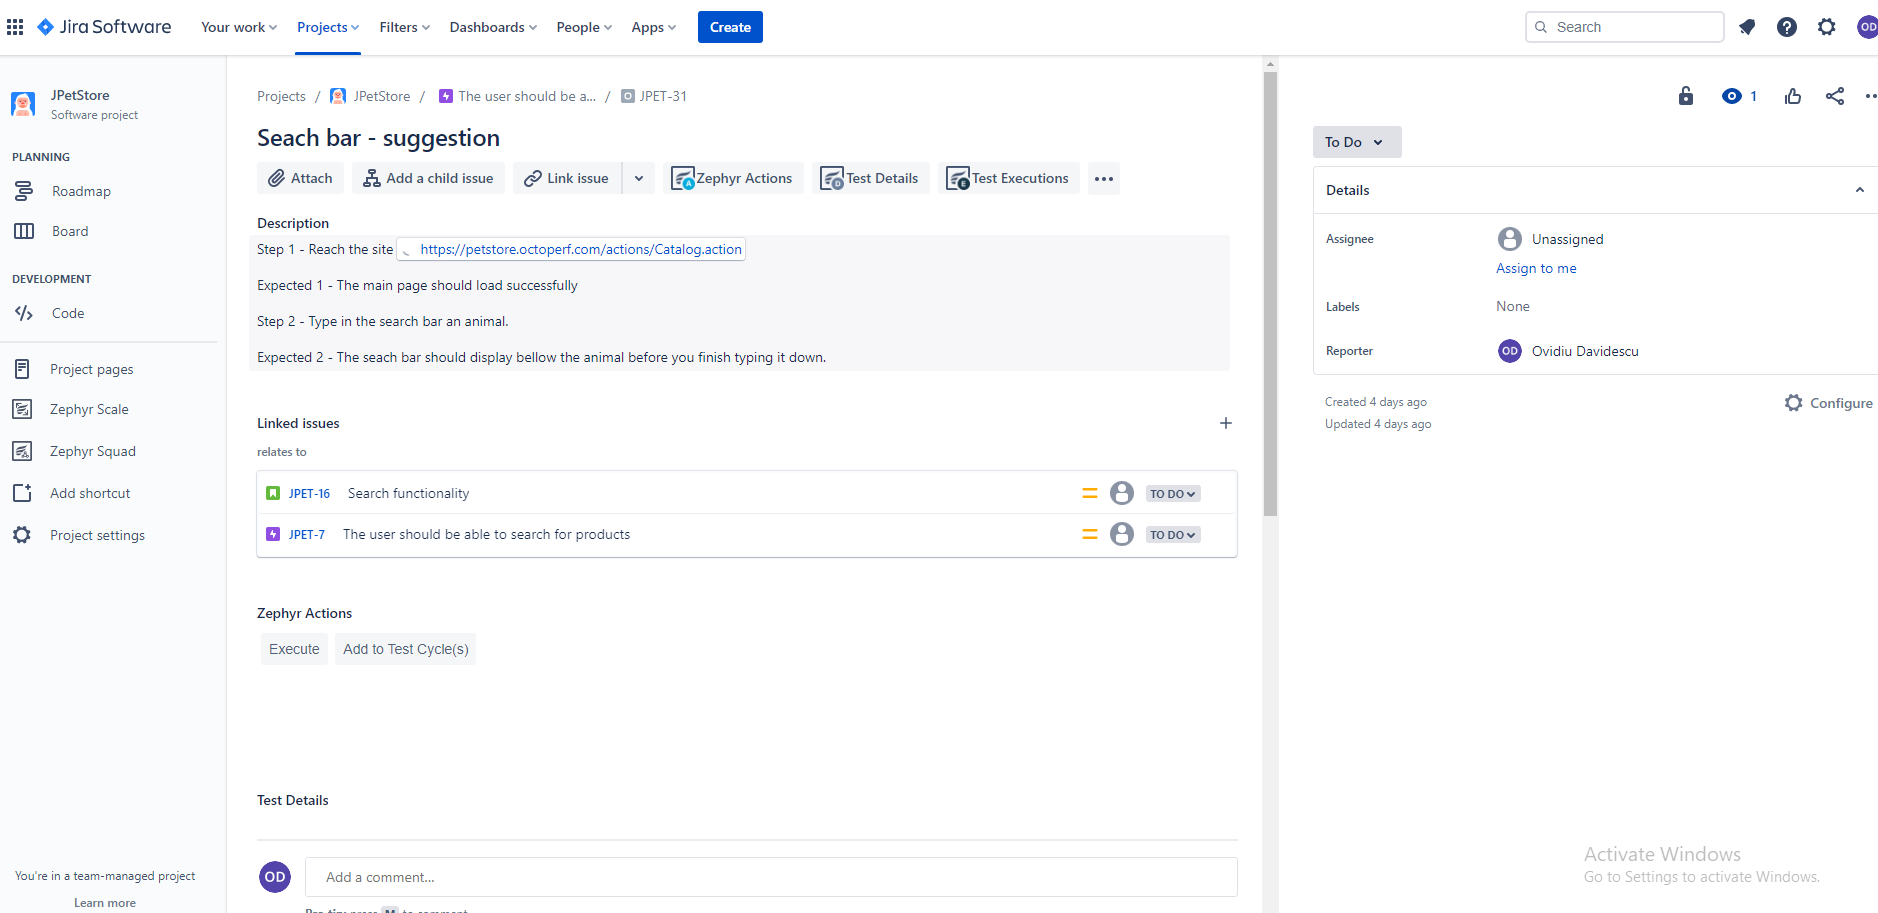 Jira Software
Your work Projects Filters Dashboards People Apps Create
Search
OD
JPetStore
Software project
PLANNING
Roadmap
Board
DEVELOPMENT
Code
Project pages
Zephyr Scale
Zephyr Squad
Add shortcut
Project settings
You're in a team-managed project
Learn more
Projects / JPetStore / The user should be a... / JPET-31
Seach bar - suggestion
Attach Add a child issue Link issue Zephyr Actions Test Details Test Executions
Description
Step 1 - Reach the site https://petstore.octoperf.com/actions/Catalog.action
Expected 1 - The main page should load successfully
Step 2 - Type in the search bar an animal.
Expected 2 - The seach bar should display bellow the animal before you finish typing it down.
Linked issues
relates to
JPET-16 Search functionality TO DO
JPET-7 The user should be able to search for products TO DO
Zephyr Actions
Execute Add to Test Cycle(s)
Test Details
OD Add a comment...
Pro tip: press M to comment
1
To Do
Details
Assignee Unassigned
Assign to me
Labels None
Reporter OD Ovidiu Davidescu
Created 4 days ago
Configure
Updated 4 days ago
Activate Windows
Go to Settings to activate Windows.